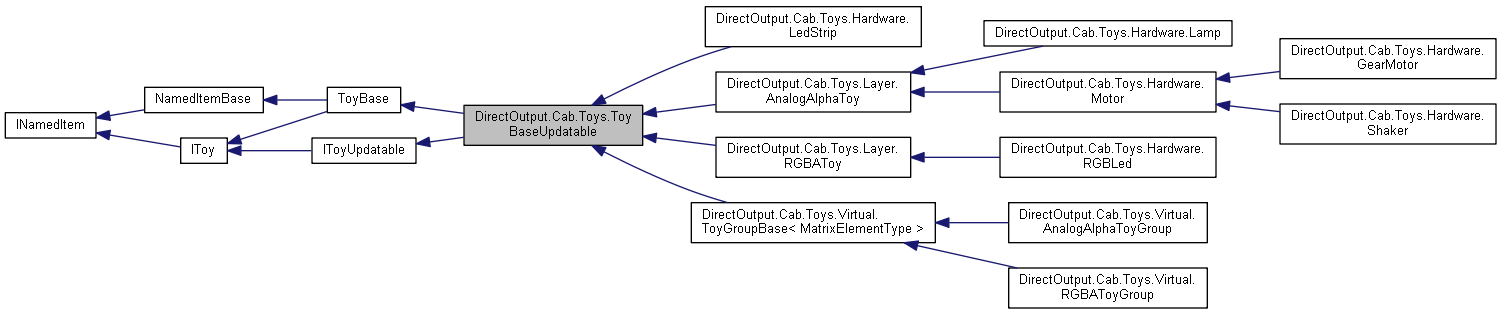 INamedItem
NamedItemBase
IToy
ToyBase
IToyUpdatable
DirectOutput.Cab.Toys.Toy
BaseUpdatable
DirectOutput.Cab.Toys.Hardware.
LedStrip
DirectOutput.Cab.Toys.Layer.
AnalogAlphaToy
DirectOutput.Cab.Toys.Layer.
RGBAToy
DirectOutput.Cab.Toys.Virtual.
ToyGroupBase< MatrixElementType >
DirectOutput.Cab.Toys.Hardware.Lamp
DirectOutput.Cab.Toys.Hardware.
Motor
DirectOutput.Cab.Toys.Hardware.
RGBLed
DirectOutput.Cab.Toys.Virtual.
AnalogAlphaToyGroup
DirectOutput.Cab.Toys.Virtual.
RGBAToyGroup
DirectOutput.Cab.Toys.Hardware.
GearMotor
DirectOutput.Cab.Toys.Hardware.
Shaker